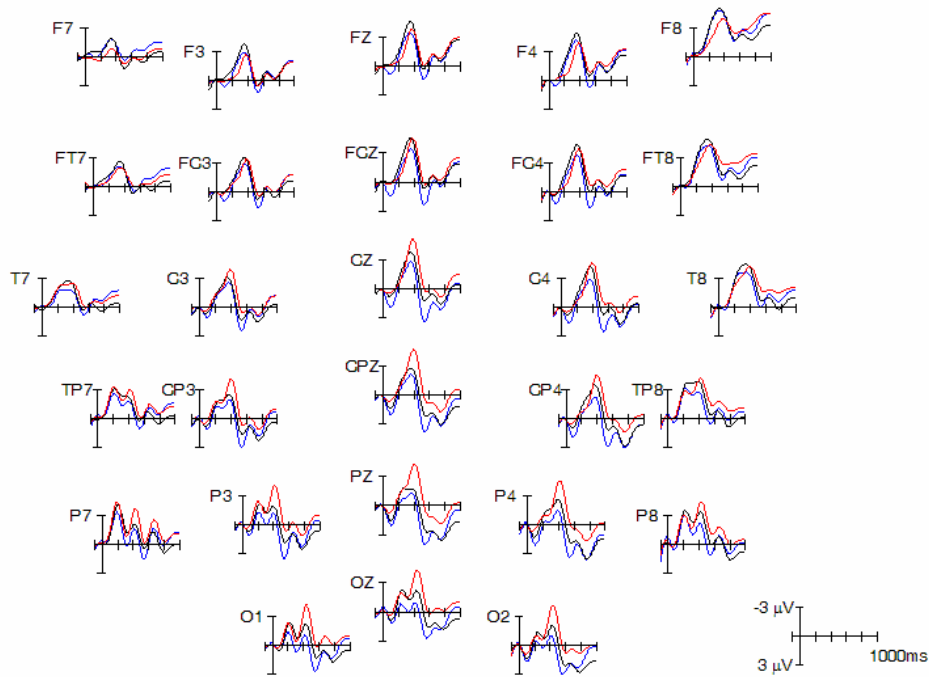 F7
F3
FZ
F4
F8
FT7
FC3
FCZ
FC4
FT8
T7
C3
CZ
C4
T8
TP7
CP3
CPZ
CP4
TP8
P7
P3
PZ
P4
P8
O1
OZ
O2
-3 µV
3 µV
1000ms